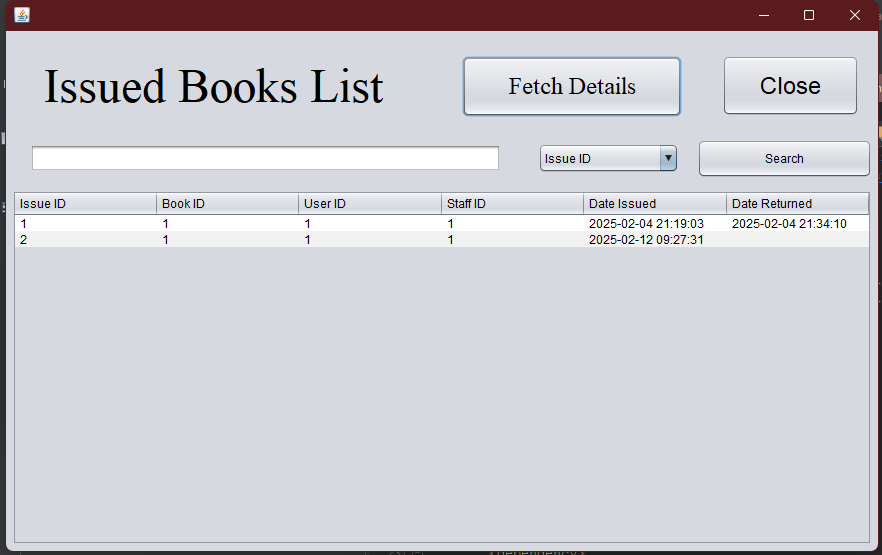 Issued Books List
Fetch Details
Close
Issue ID
Search
Issue ID Book ID User ID Staff ID Date Issued Date Returned
1 1 1 1 2025-02-04 21:19:03 2025-02-04 21:34:10
2 1 1 1 2025-02-12 09:27:31